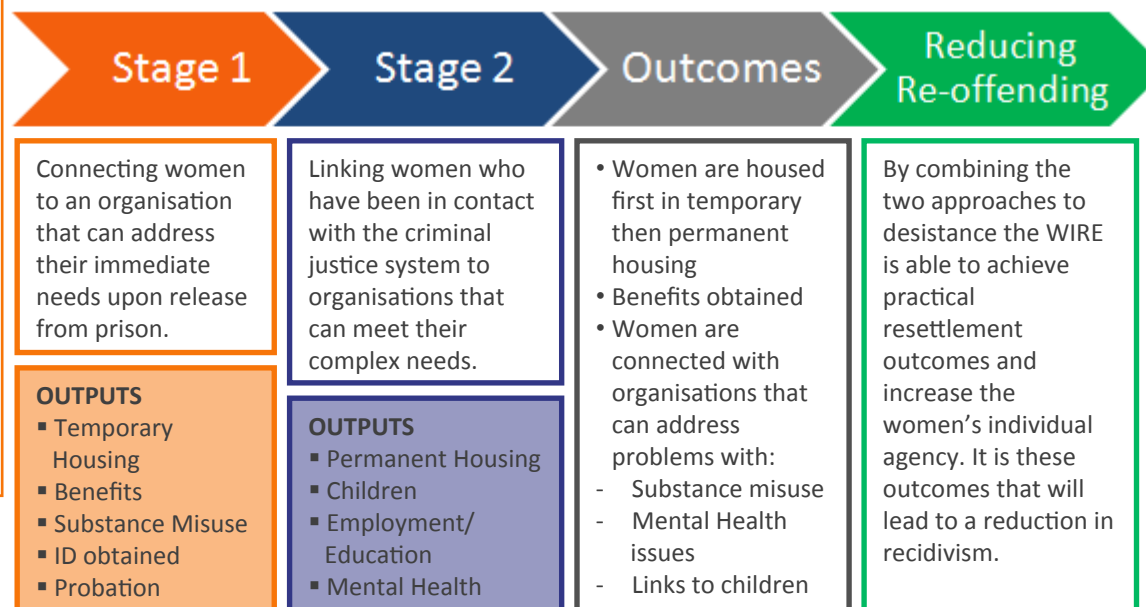 Stage 1
Stage 2
Outcomes
Reducing
Re-offending
Connecting women
to an organisation
that can address
their immediate
needs upon release
from prison.
OUTPUTS
▪ Temporary
Housing
▪ Benefits
▪ Substance Misuse
▪ ID obtained
▪ Probation
Linking women who
have been in contact
with the criminal
justice system to
organisations that
can meet their
complex needs.
OUTPUTS
▪ Permanent Housing
▪ Children
▪ Employment/
Education
▪ Mental Health
• Women are housed
first in temporary
then permanent
housing
• Benefits obtained
• Women are
connected with
organisations that
can address
problems with:
- Substance misuse
- Mental Health
issues
- Links to children
By combining the
two approaches to
desistance the WIRE
is able to achieve
practical
resettlement
outcomes and
increase the
women’s individual
agency. It is these
outcomes that will
lead to a reduction in
recidivism.